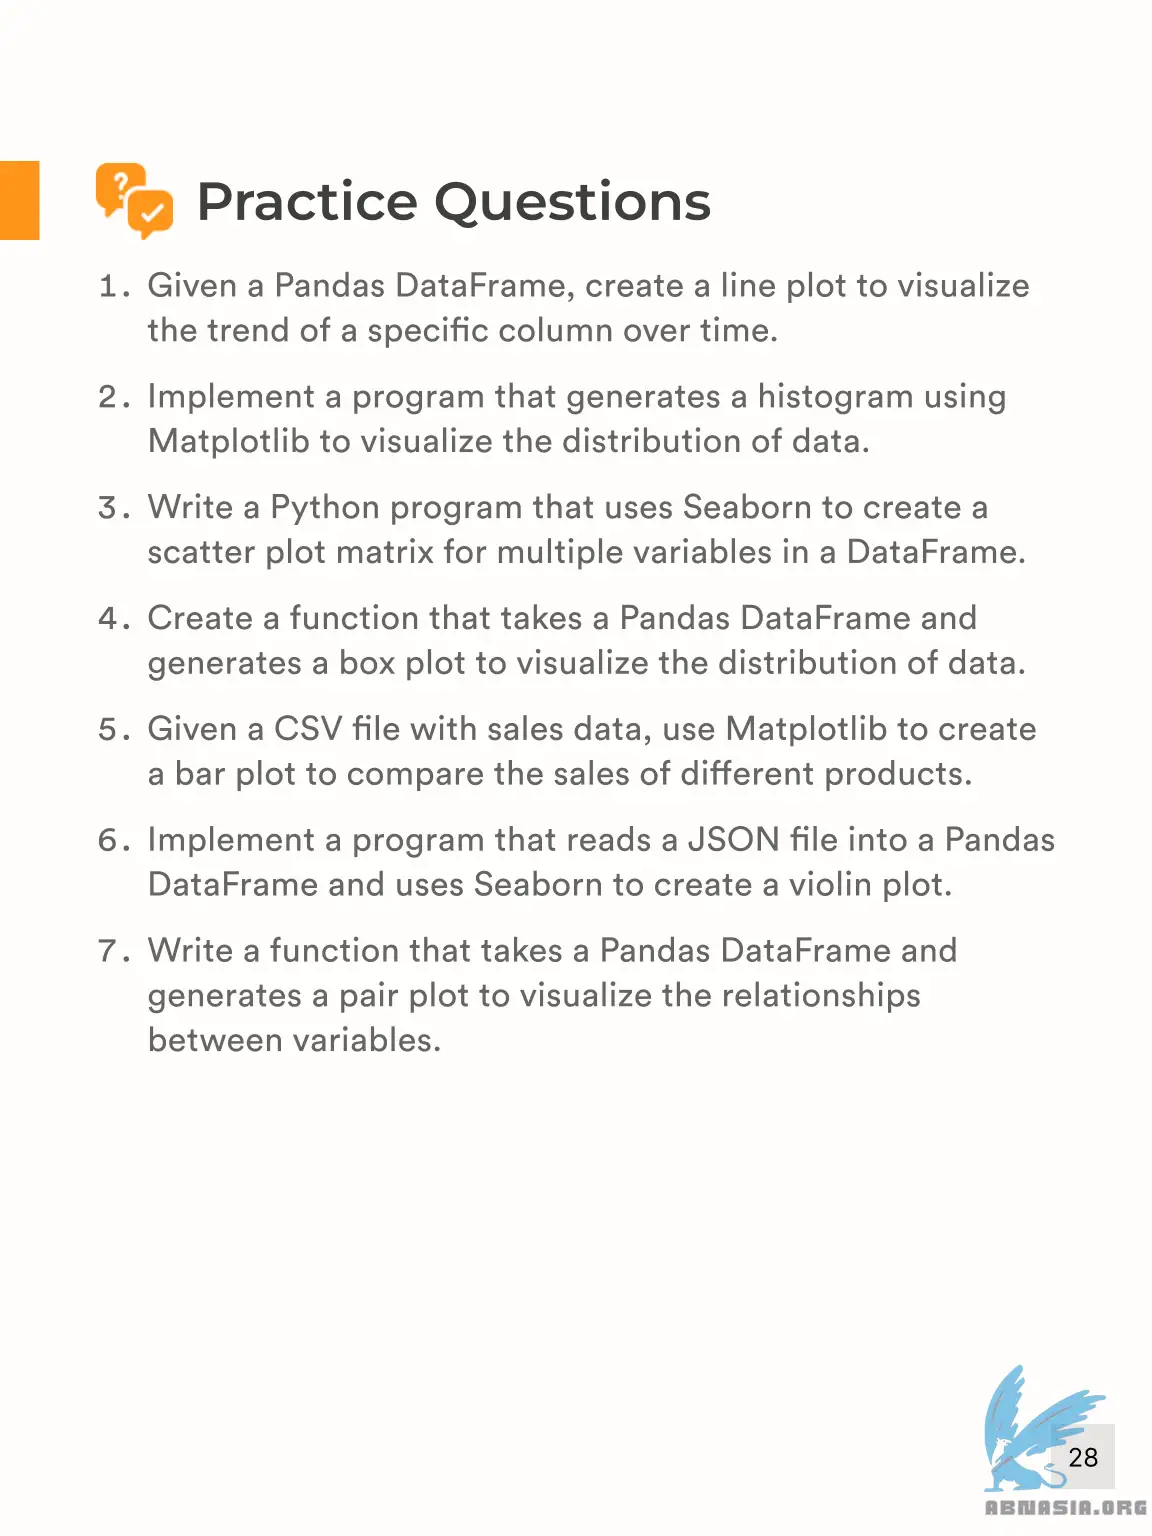 Practice Questions
1. Given a Pandas DataFrame, create a line plot to visualize
the trend of a specific column over time.
2. Implement a program that generates a histogram using
Matplotlib to visualize the distribution of data.
3. Write a Python program that uses Seaborn to create a
scatter plot matrix for multiple variables in a DataFrame.
4. Create a function that takes a Pandas DataFrame and
generates a box plot to visualize the distribution of data.
5. Given a CSV file with sales data, use Matplotlib to create
a bar plot to compare the sales of different products.
6. Implement a program that reads a JSON file into a Pandas
DataFrame and uses Seaborn to create a violin plot.
7. Write a function that takes a Pandas DataFrame and
generates a pair plot to visualize the relationships
between variables.
28
ABNASIA.ORG